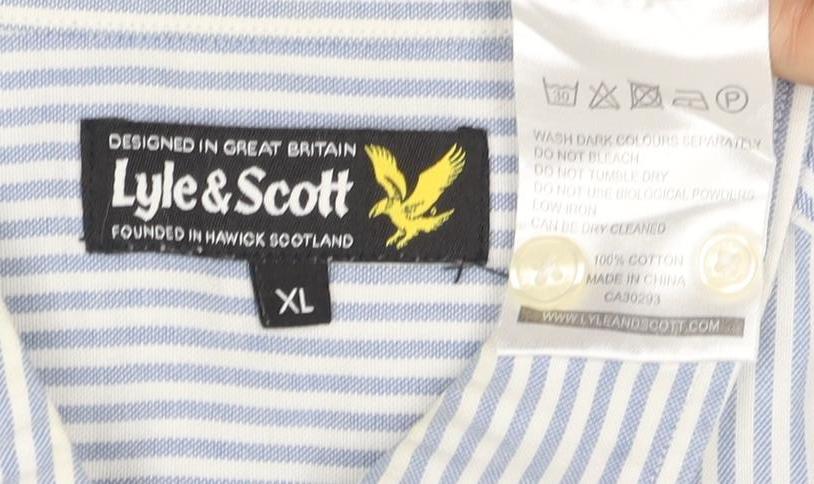 DESIGNED IN GREAT BRITAIN
Lyle & Scott
FOUNDED IN HAWICK SCOTLAND
XL
30
P
WASH DARK COLOURS SEPARATELY
DO NOT BLEACH
DO NOT TUMBLE DRY
DO NOT USE BIOLOGICAL POWDERS
LOW IRON
CAN BE DRY CLEANED
100% COTTON
MADE IN CHINA
CA30293
WWW.LYLEANDSCOTT.COM